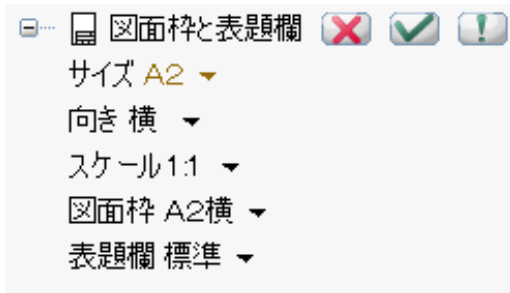 図面枠と表題欄
サイズ A2
向き 横
スケール 1:1
図面枠 A2横
表題欄 標準